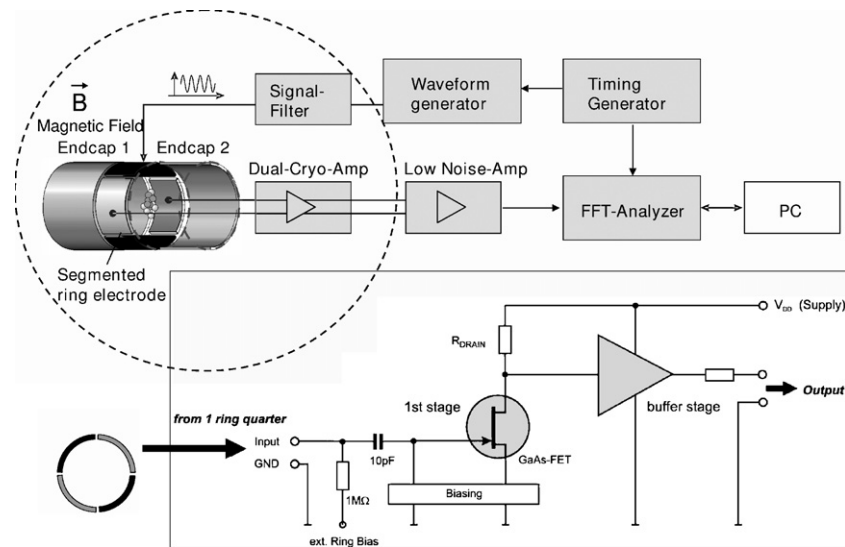 B
Magnetic Field
Endcap 1
Endcap 2
Signal-
Filter
Waveform
generator
Timing
Generator
Dual-Cryo-Amp
Low Noise-Amp
FFT-Analyzer
PC
Segmented
ring electrode
V_DD (Supply)
R_DRAIN
1st stage
buffer stage
Output
from 1 ring quarter
Input
10pF
GaAs-FET
GND
1MΩ
Biasing
ext. Ring Bias